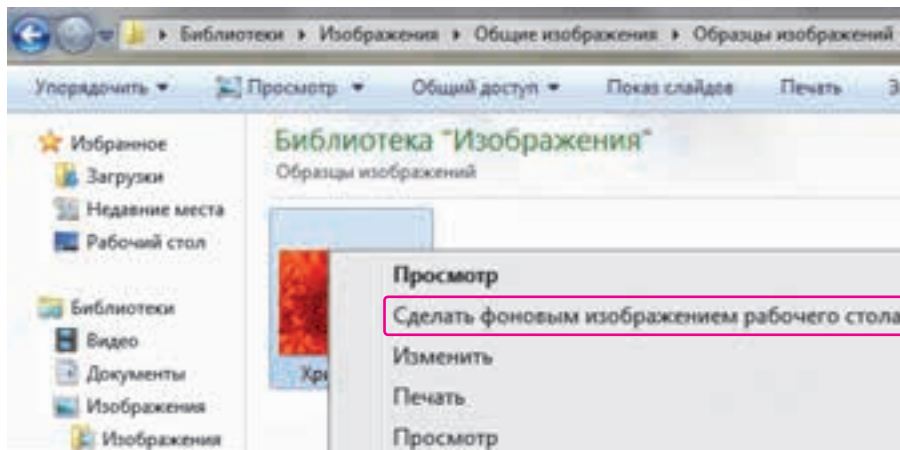 Библиотеки Изображения Общие изображения Образцы изображений
Упорядочить Просмотр Общий доступ Показ слайдов Печать
Избранное
Загрузки
Недавние места
Рабочий стол
Библиотеки
Видео
Документы
Изображения
Изображения
Библиотека "Изображения"
Образцы изображений
Просмотр
Сделать фоновым изображением рабочего стола
Изменить
Печать
Просмотр